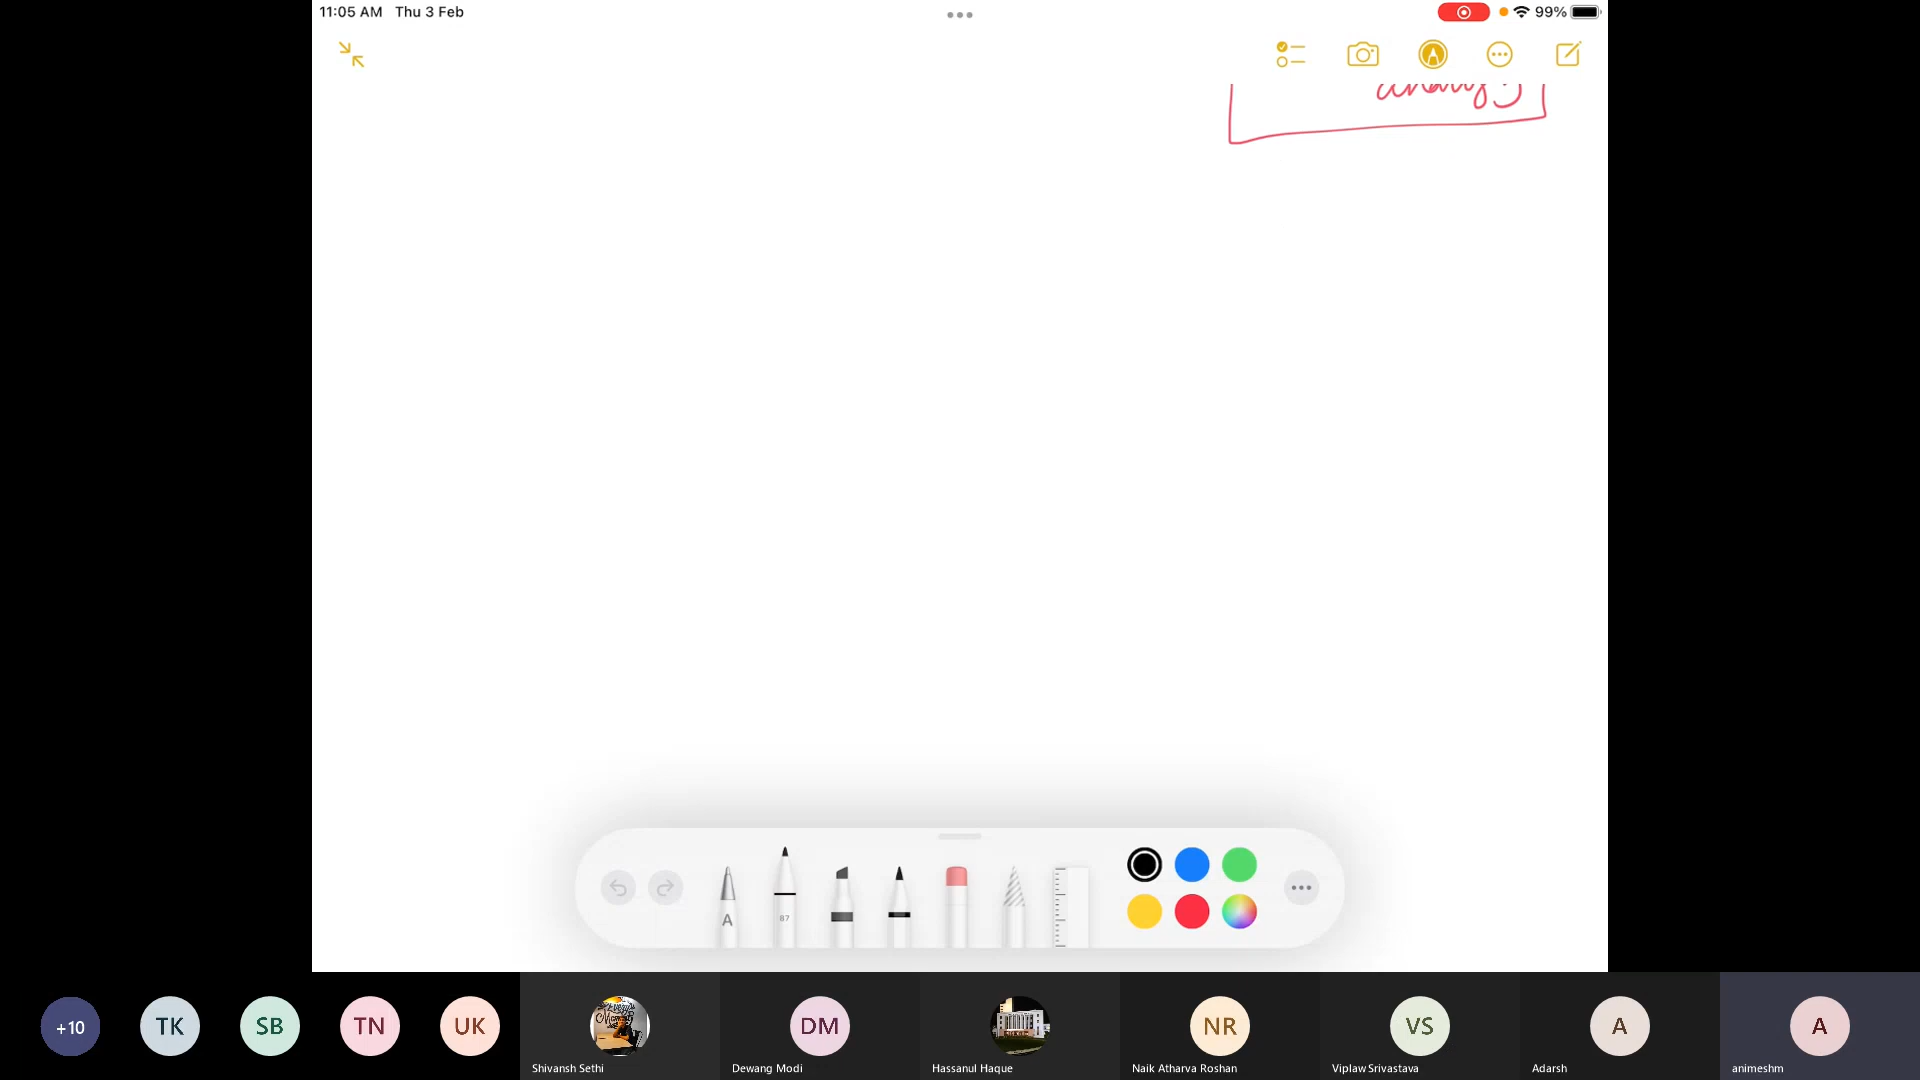 11:05 AM Thu 3 Feb
99%
A
87
+10
TK
SB
TN
UK
DM
NR
VS
A
A
Shivansh Sethi
Dewang Modi
Hassanul Haque
Naik Atharva Roshan
Viplaw Srivastava
Adarsh
animeshm